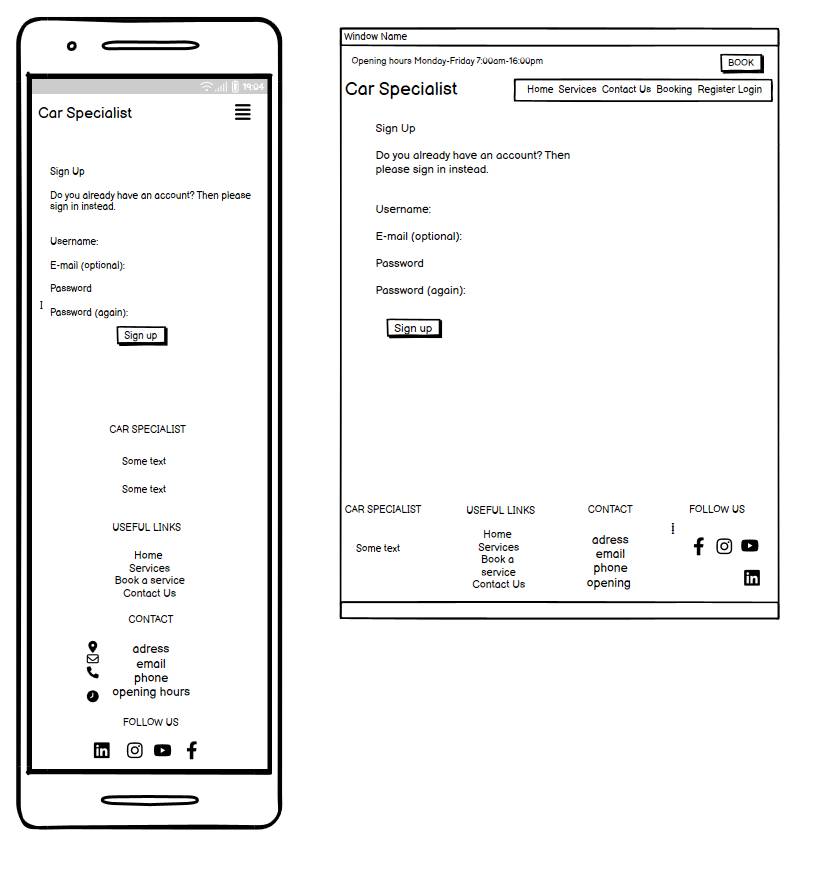 19:04
Car Specialist
Sign Up
Do you already have an account? Then please
sign in instead.
Username:
E-mail (optional):
Password
Password (again):
Sign up
CAR SPECIALIST
Some text
Some text
USEFUL LINKS
Home
Services
Book a service
Contact Us
CONTACT
adress
email
phone
opening hours
FOLLOW US
Window Name
Opening hours Monday-Friday 7:00am-16:00pm
BOOK
Car Specialist
Home Services Contact Us Booking Register Login
Sign Up
Do you already have an account? Then
please sign in instead.
Username:
E-mail (optional):
Password
Password (again):
Sign up
CAR SPECIALIST
Some text
USEFUL LINKS
Home
Services
Book a
service
Contact Us
CONTACT
adress
email
phone
opening
FOLLOW US